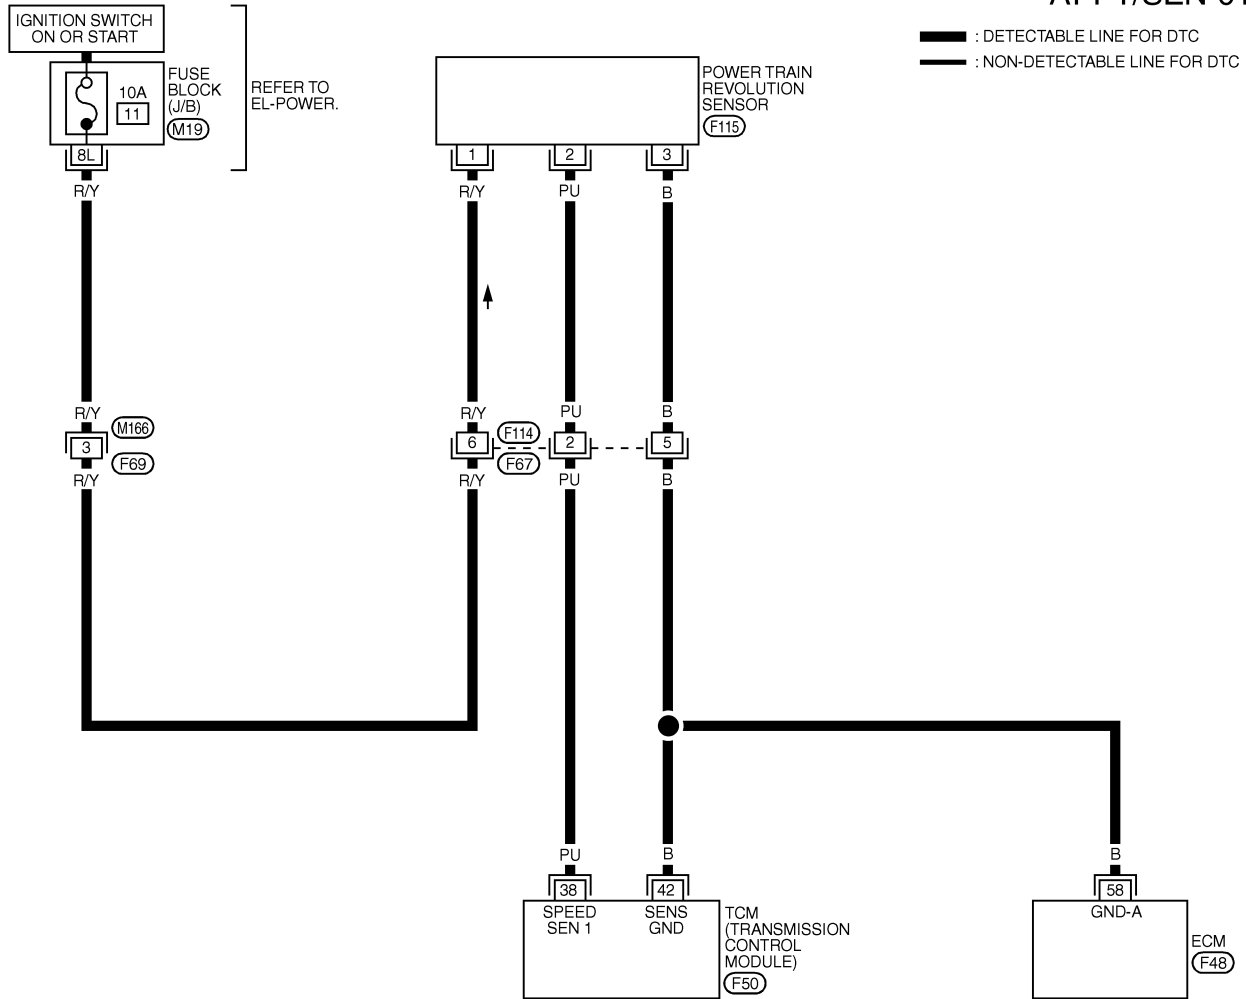 IGNITION SWITCH
ON OR START
10A
11
FUSE
BLOCK
(J/B)
M19
REFER TO
EL-POWER.
8L
: DETECTABLE LINE FOR DTC
: NON-DETECTABLE LINE FOR DTC
POWER TRAIN
REVOLUTION
SENSOR
F115
1
2
3
R/Y
R/Y
PU
B
R/Y
M166
3
F69
R/Y
R/Y
PU
B
6
F114
F67
2
5
R/Y
PU
B
PU
B
B
38
42
58
SPEED
SEN 1
SENS
GND
TCM
(TRANSMISSION
CONTROL
MODULE)
F50
GND-A
ECM
F48